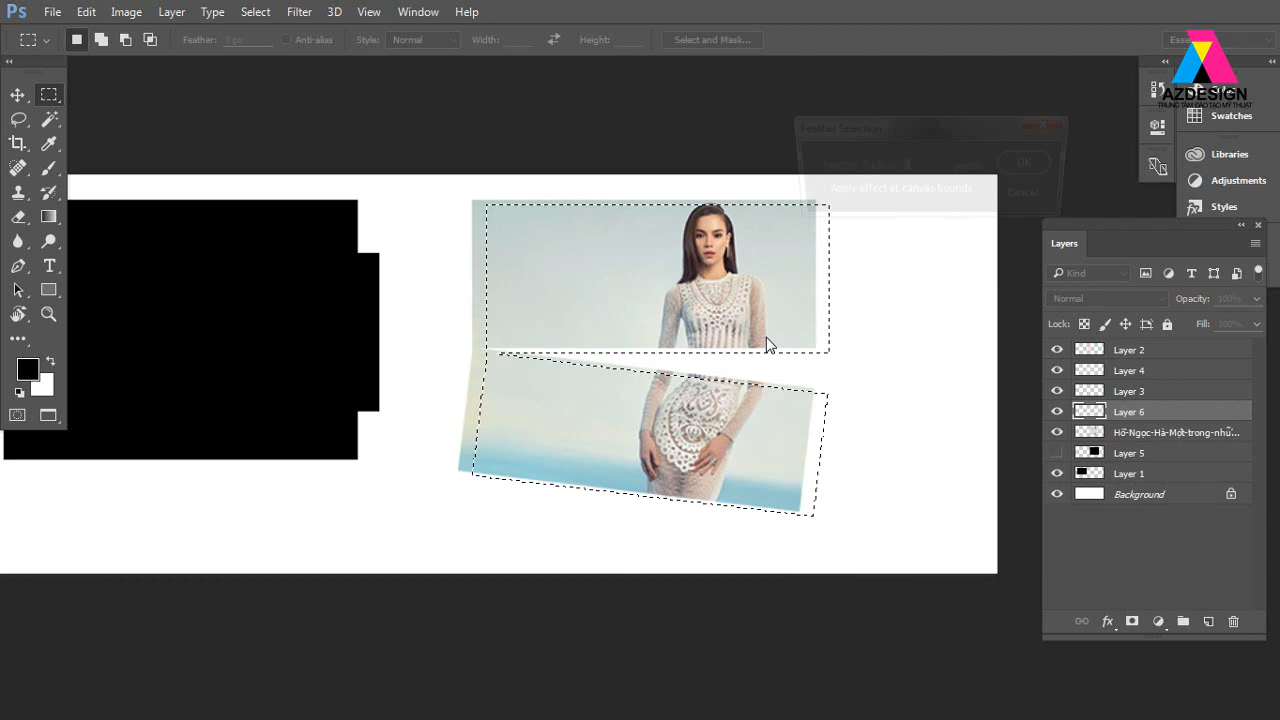 Ps File Edit Image Layer Type Select Filter 3D View Window Help
Feather: 0 px Anti-alias Style: Normal Width: Height: Select and Mask...
AZDESIGN
TRUNG TÂM ĐÀO TẠO MỸ THUẬT
Swatches
Libraries
Adjustments
Styles
Feather Selection
Feather Radius: pixels OK
Apply effect at canvas bounds Cancel
Layers
Kind
Normal Opacity: 100%
Lock: Fill: 100%
Layer 2
Layer 4
Layer 3
Layer 6
Hồ-Ngọc-Hà-Một-trong-nhữ...
Layer 5
Layer 1
Background
fx